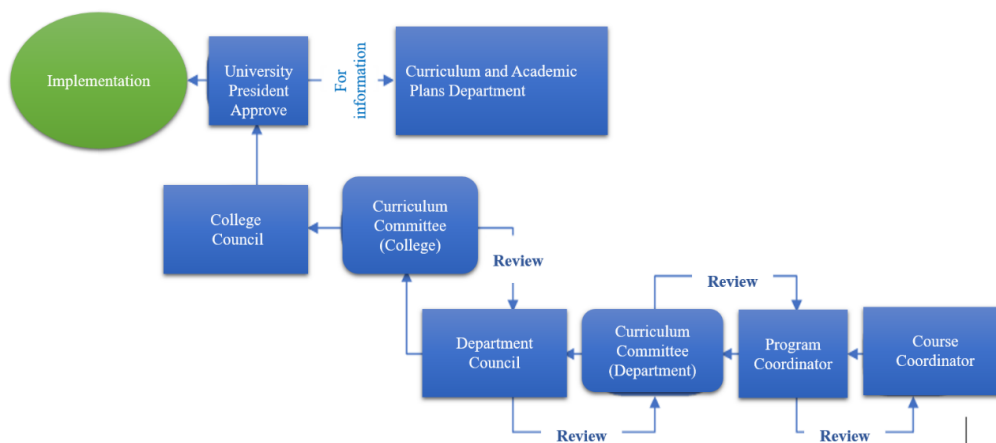 Implementation
University
President
Approve
For
information
Curriculum and Academic
Plans Department
College
Council
Curriculum
Committee
(College)
Review
Review
Department
Council
Curriculum
Committee
(Department)
Program
Coordinator
Course
Coordinator
Review
Review